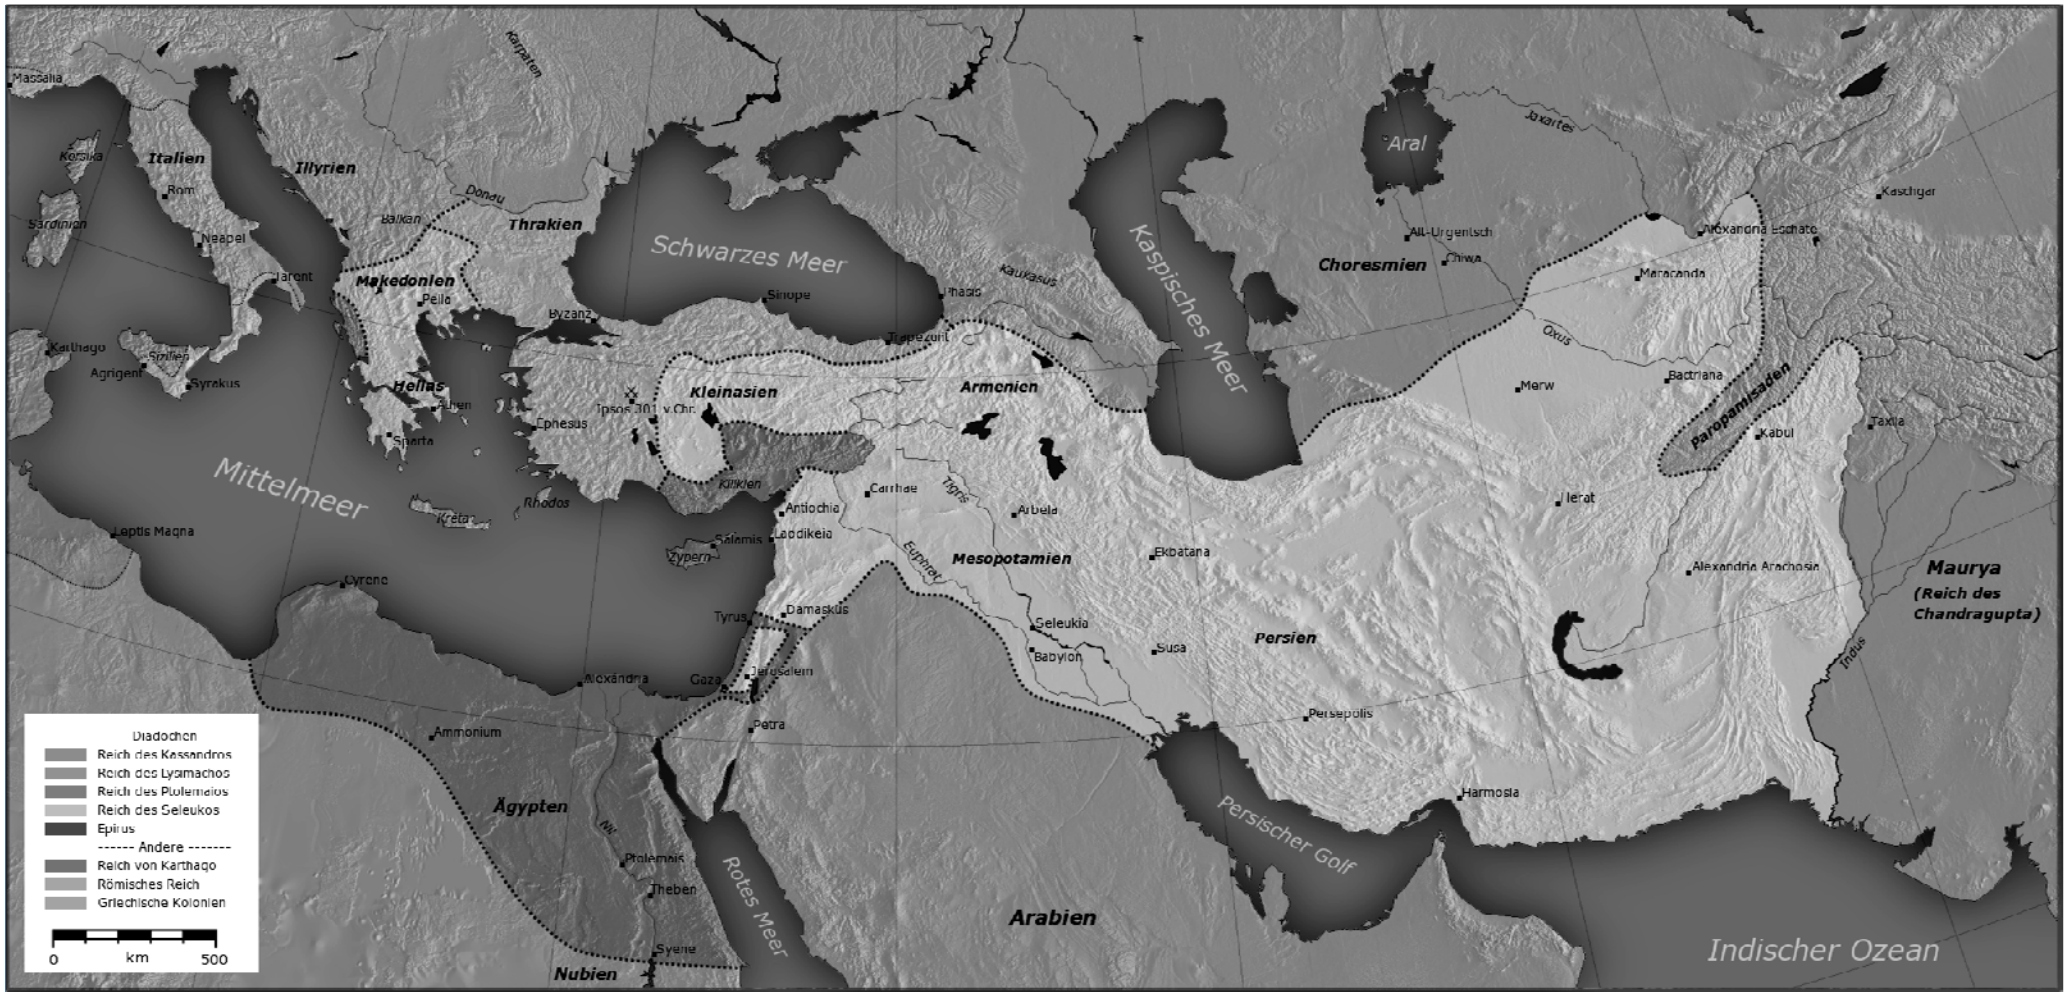 Massalia
Karpaten
Korsika
Italien
Illyrien
Rom
Sardinien
Neapel
Tarent
Balkan
Donau
Thrakien
Makedonien
Pella
Byzanz
Schwarzes Meer
Sinope
Phasis
Trapezunt
Kaukasus
Kaspisches Meer
Aral
Jaxartes
Kaschgar
Alt-Urgentsch
Chiwa
Choresmien
Alexandria Eschate
Maracanda
Oxus
Merw
Bactriana
Paropamisaden
Kabul
Taxila
Karthago
Agrigent
Sizilien
Syrakus
Hellas
Athen
Sparta
Ipsos 301 v.Chr.
Ephesus
Kleinasien
Armenien
Mittelmeer
Kreta
Rhodos
Kilikien
Zypern
Salamis
Antiochia
Laodikeia
Carrhae
Tigris
Arbela
Euphrat
Mesopotamien
Ekbatana
Herat
Alexandria Arachosia
Maurya
(Reich des
Chandragupta)
Leptis Magna
Cyrene
Tyrus
Damaskus
Seleukia
Babylon
Susa
Persien
Indus
Gaza
Jerusalem
Alexandria
Petra
Persepolis
Ammonium
Harmosia
Ägypten
Nil
Ptolemais
Theben
Syene
Nubien
Rotes Meer
Arabien
Persischer Golf
Indischer Ozean
Diadochen
Reich des Kassandros
Reich des Lysimachos
Reich des Ptolemaios
Reich des Seleukos
Epirus
------ Andere -------
Reich von Karthago
Römisches Reich
Griechische Kolonien
0 km 500